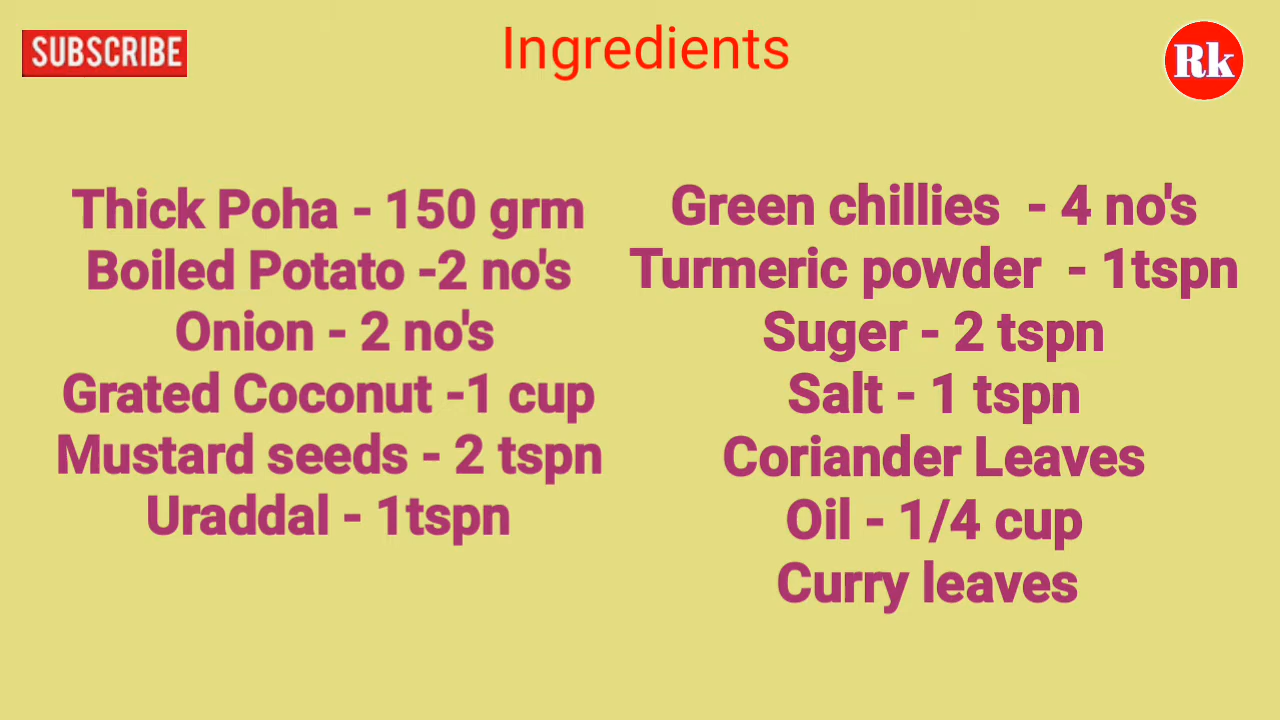 SUBSCRIBE
Ingredients
Rk
Thick Poha - 150 grm
Boiled Potato -2 no's
Onion - 2 no's
Grated Coconut -1 cup
Mustard seeds - 2 tspn
Uraddal - 1tspn
Green chillies  - 4 no's
Turmeric powder  - 1tspn
Suger - 2 tspn
Salt - 1 tspn
Coriander Leaves
Oil - 1/4 cup
Curry leaves